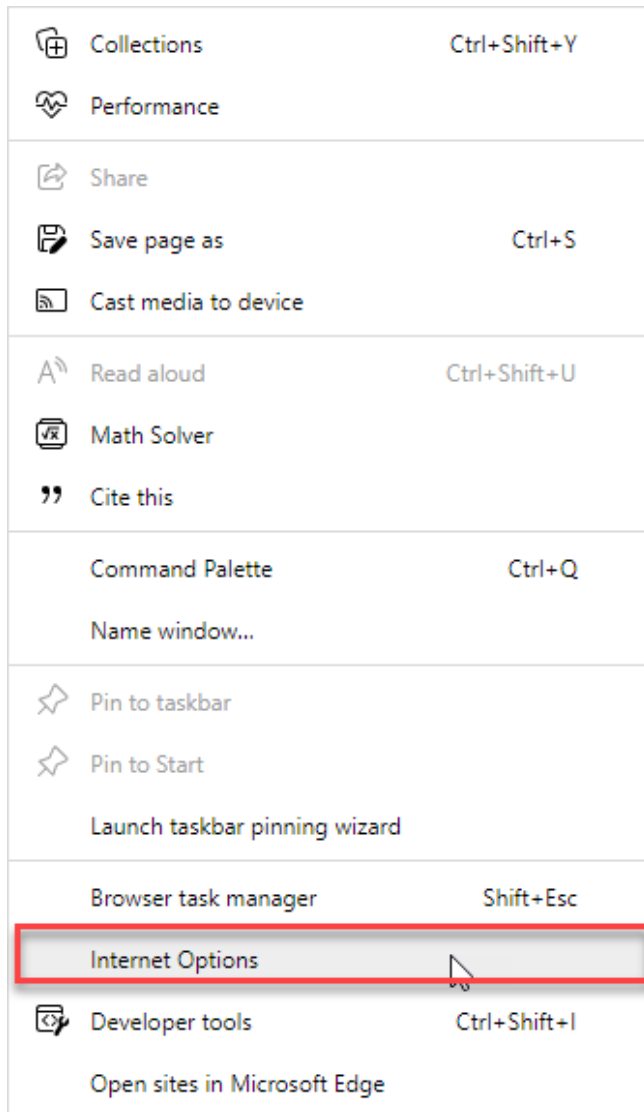 Collections Ctrl+Shift+Y
Performance
Share
Save page as Ctrl+S
Cast media to device
Read aloud Ctrl+Shift+U
Math Solver
Cite this
Command Palette Ctrl+Q
Name window...
Pin to taskbar
Pin to Start
Launch taskbar pinning wizard
Browser task manager Shift+Esc
Internet Options
Developer tools Ctrl+Shift+I
Open sites in Microsoft Edge